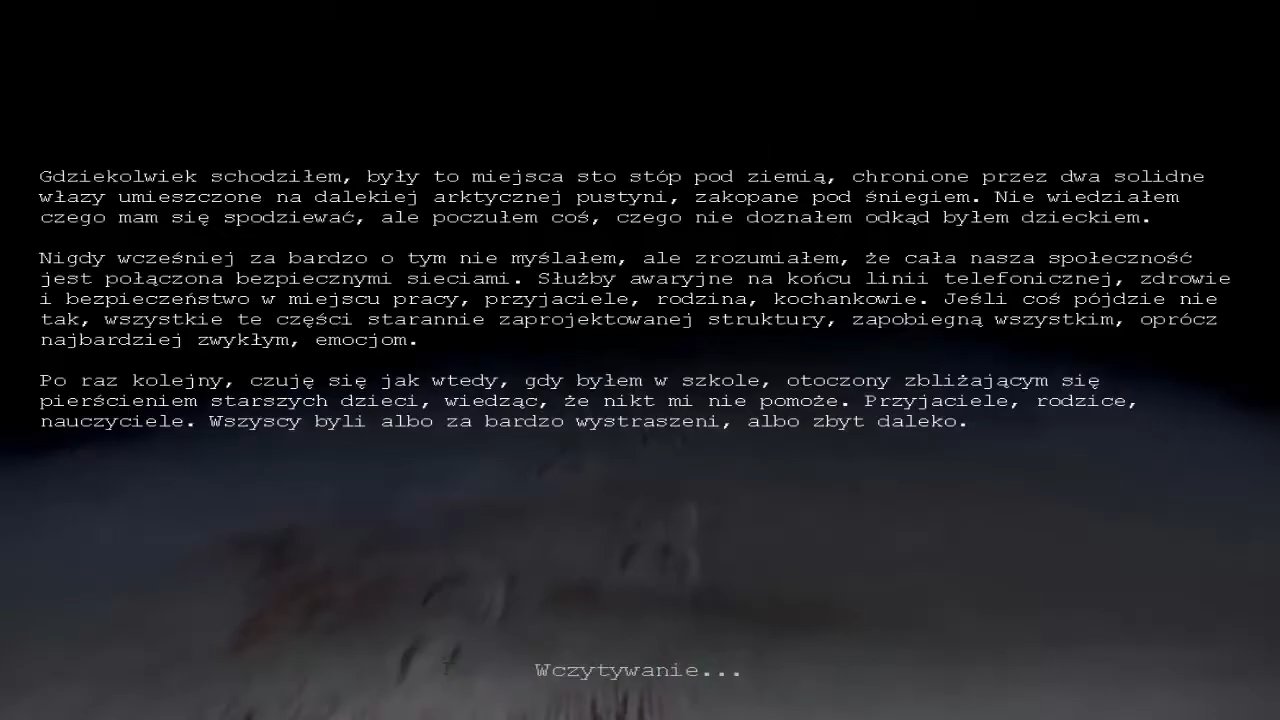 Gdziekolwiek schodziłem, były to miejsca sto stóp pod ziemią, chronione przez dwa solidne
włazy umieszczone na dalekiej arktycznej pustyni, zakopane pod śniegiem. Nie wiedziałem
czego mam się spodziewać, ale poczułem coś, czego nie doznałem odkąd byłem dzieckiem.
Nigdy wcześniej za bardzo o tym nie myślałem, ale zrozumiałem, że cała nasza społeczność
jest połączona bezpiecznymi sieciami. Służby awaryjne na końcu linii telefonicznej, zdrowie
i bezpieczeństwo w miejscu pracy, przyjaciele, rodzina, kochankowie. Jeśli coś pójdzie nie
tak, wszystkie te części starannie zaprojektowanej struktury, zapobiegną wszystkim, oprócz
najbardziej zwykłym, emocjom.
Po raz kolejny, czuję się jak wtedy, gdy byłem w szkole, otoczony zbliżającym się
pierścieniem starszych dzieci, wiedząc, że nikt mi nie pomoże. Przyjaciele, rodzice,
nauczyciele. Wszyscy byli albo za bardzo wystraszeni, albo zbyt daleko.
Wczytywanie...